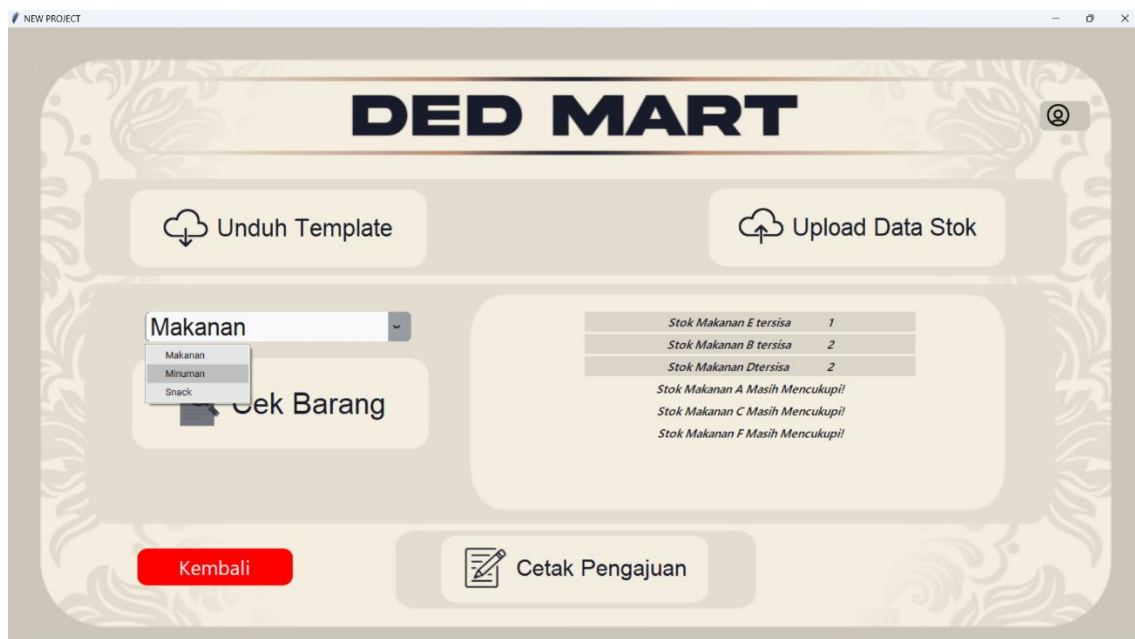 NEW PROJECT
DED MART
Unduh Template
Upload Data Stok
Makanan
Makanan
Minuman
Snack
Cek Barang
Stok Makanan E tersisa 1
Stok Makanan B tersisa 2
Stok Makanan Dtersisa 2
Stok Makanan A Masih Mencukupi!
Stok Makanan C Masih Mencukupi!
Stok Makanan F Masih Mencukupi!
Kembali
Cetak Pengajuan